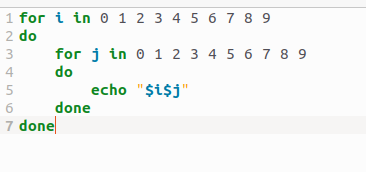 1 for i in 0 1 2 3 4 5 6 7 8 9
2 do
3     for j in 0 1 2 3 4 5 6 7 8 9
4     do
5         echo "$i$j"
6     done
7 done